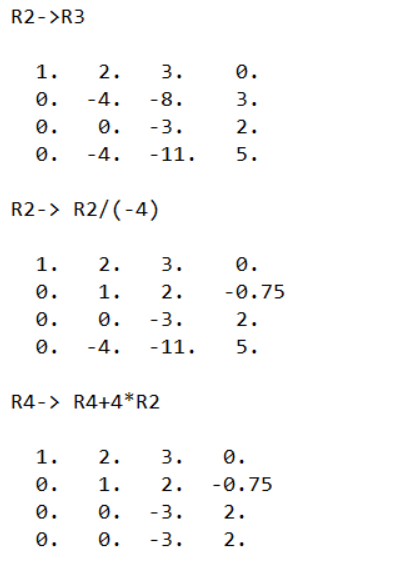 R2->R3
1. 2. 3. 0.
0. -4. -8. 3.
0. 0. -3. 2.
0. -4. -11. 5.
R2-> R2/(-4)
1. 2. 3. 0.
0. 1. 2. -0.75
0. 0. -3. 2.
0. -4. -11. 5.
R4-> R4+4*R2
1. 2. 3. 0.
0. 1. 2. -0.75
0. 0. -3. 2.
0. 0. -3. 2.